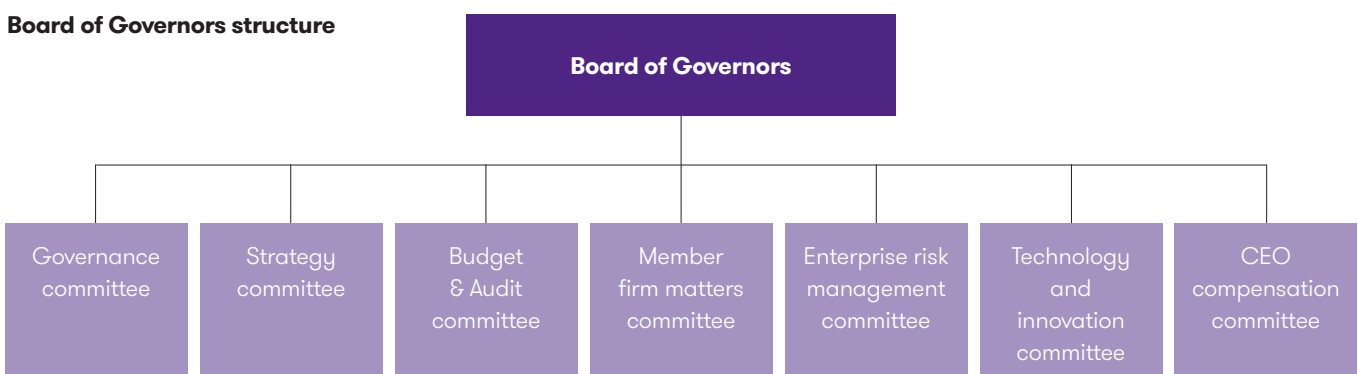 Board of Governors structure
Board of Governors
Governance
committee
Strategy
committee
Budget
& Audit
committee
Member
firm matters
committee
Enterprise risk
management
committee
Technology
and
innovation
committee
CEO
compensation
committee